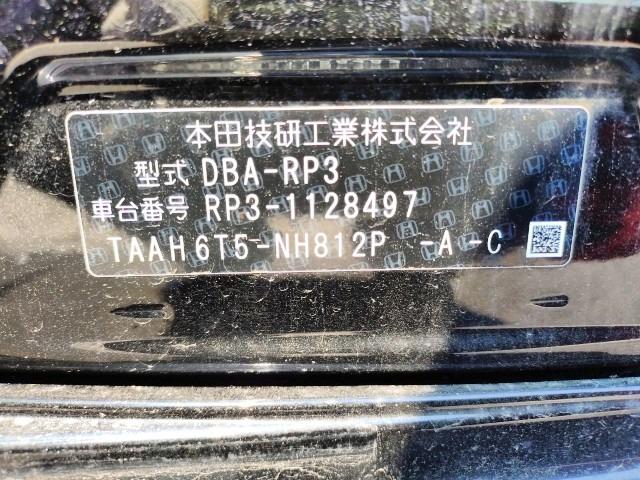 本田技研工業株式会社
型式 DBA-RP3
車台番号 RP3-1128497
TAAH6T5-NH812P -A-C